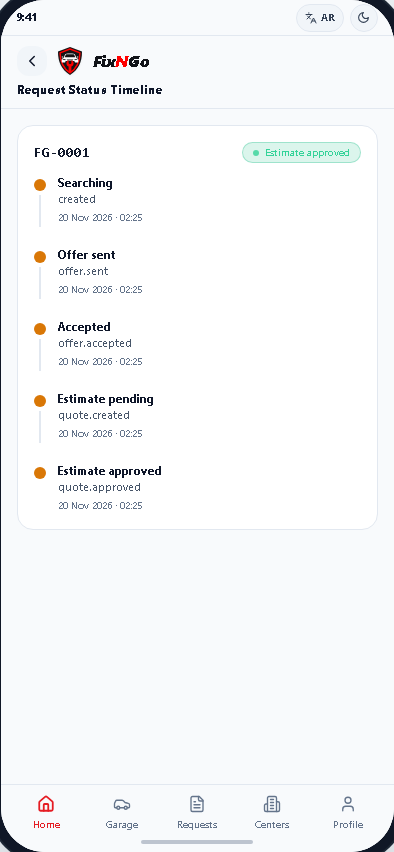 9:41
AR
FixNGo
Request Status Timeline
FG-0001
Estimate approved
Searching
created
20 Nov 2026 · 02:25
Offer sent
offer.sent
20 Nov 2026 · 02:25
Accepted
offer.accepted
20 Nov 2026 · 02:25
Estimate pending
quote.created
20 Nov 2026 · 02:25
Estimate approved
quote.approved
20 Nov 2026 · 02:25
Home Garage Requests Centers Profile